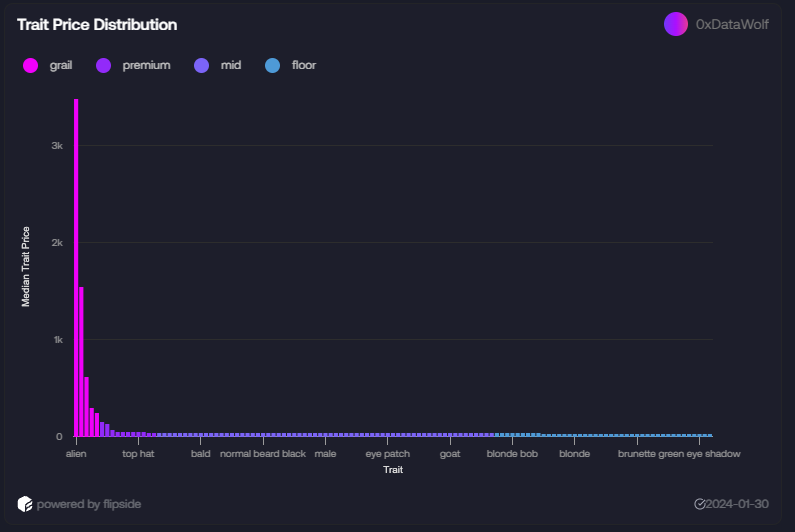 Trait Price Distribution
0xDataWolf
grail premium mid floor
3k
2k
1k
0
Median Trait Price
alien top hat bald normal beard black male eye patch goat blonde bob blonde brunette green eye shadow
Trait
powered by flipside
2024-01-30